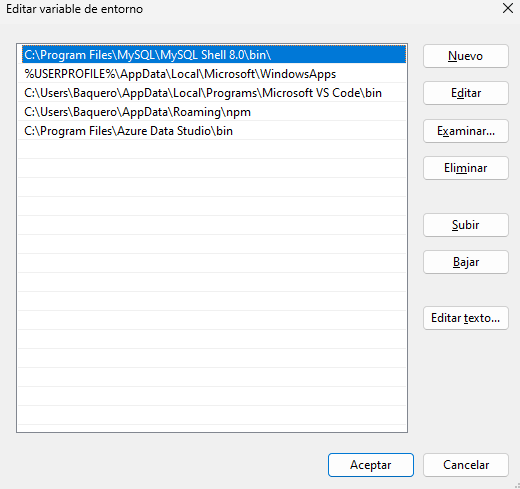 Editar variable de entorno
C:\Program Files\MySQL\MySQL Shell 8.0\bin\
%USERPROFILE%\AppData\Local\Microsoft\WindowsApps
C:\Users\Baquero\AppData\Local\Programs\Microsoft VS Code\bin
C:\Users\Baquero\AppData\Roaming\npm
C:\Program Files\Azure Data Studio\bin
Nuevo
Editar
Examinar...
Eliminar
Subir
Bajar
Editar texto...
Aceptar
Cancelar